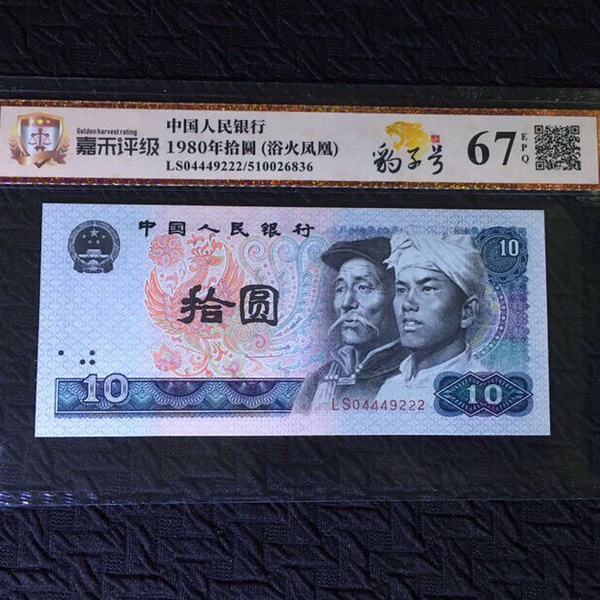 Golden harvest rating
嘉禾评级
中国人民银行
1980年拾圆 (浴火凤凰)
LS04449222/510026836
豹子号
67 EPQ
中国人民银行
10
拾圆
10
LS04449222
10